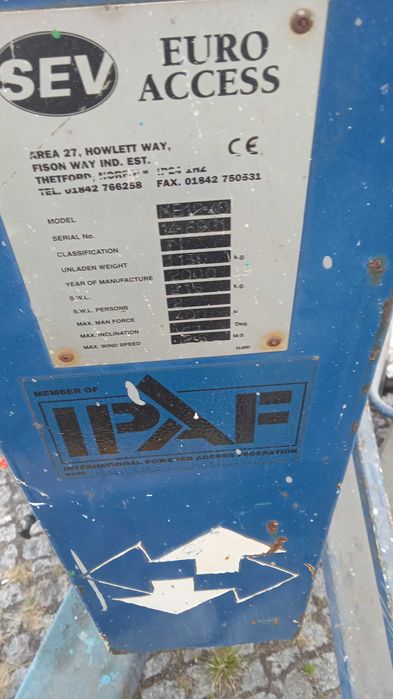 SEV
EURO
ACCESS
AREA 27, HOWLETT WAY,
FISON WAY IND. EST.
THETFORD, NORFOLK IP24 1HZ
TEL. 01842 766258 FAX. 01842 750531
CE
MODEL
SERIAL No.
CLASSIFICATION
UNLADEN WEIGHT kg.
YEAR OF MANUFACTURE
S.W.L. kg.
S.W.L. PERSONS
MAX. MAN FORCE N
MAX. INCLINATION Deg.
MAX. WIND SPEED M/S
MEMBER OF
IPAF
INTERNATIONAL POWERED ACCESS FEDERATION